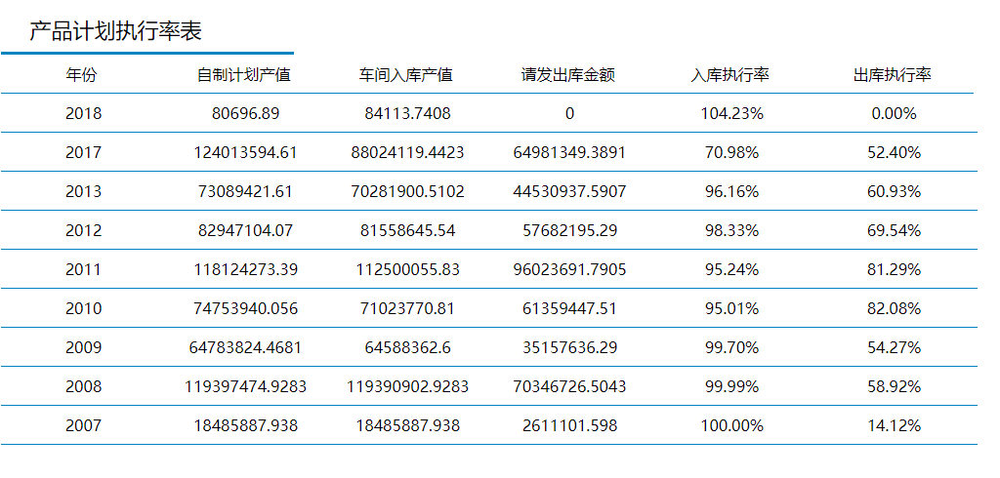 产品计划执行率表
年份 自制计划产值 车间入库产值 请发出库金额 入库执行率 出库执行率
2018 80696.89 84113.7408 0 104.23% 0.00%
2017 124013594.61 88024119.4423 64981349.3891 70.98% 52.40%
2013 73089421.61 70281900.5102 44530937.5907 96.16% 60.93%
2012 82947104.07 81558645.54 57682195.29 98.33% 69.54%
2011 118124273.39 112500055.83 96023691.7905 95.24% 81.29%
2010 74753940.056 71023770.81 61359447.51 95.01% 82.08%
2009 64783824.4681 64588362.6 35157636.29 99.70% 54.27%
2008 119397474.9283 119390902.9283 70346726.5043 99.99% 58.92%
2007 18485887.938 18485887.938 2611101.598 100.00% 14.12%